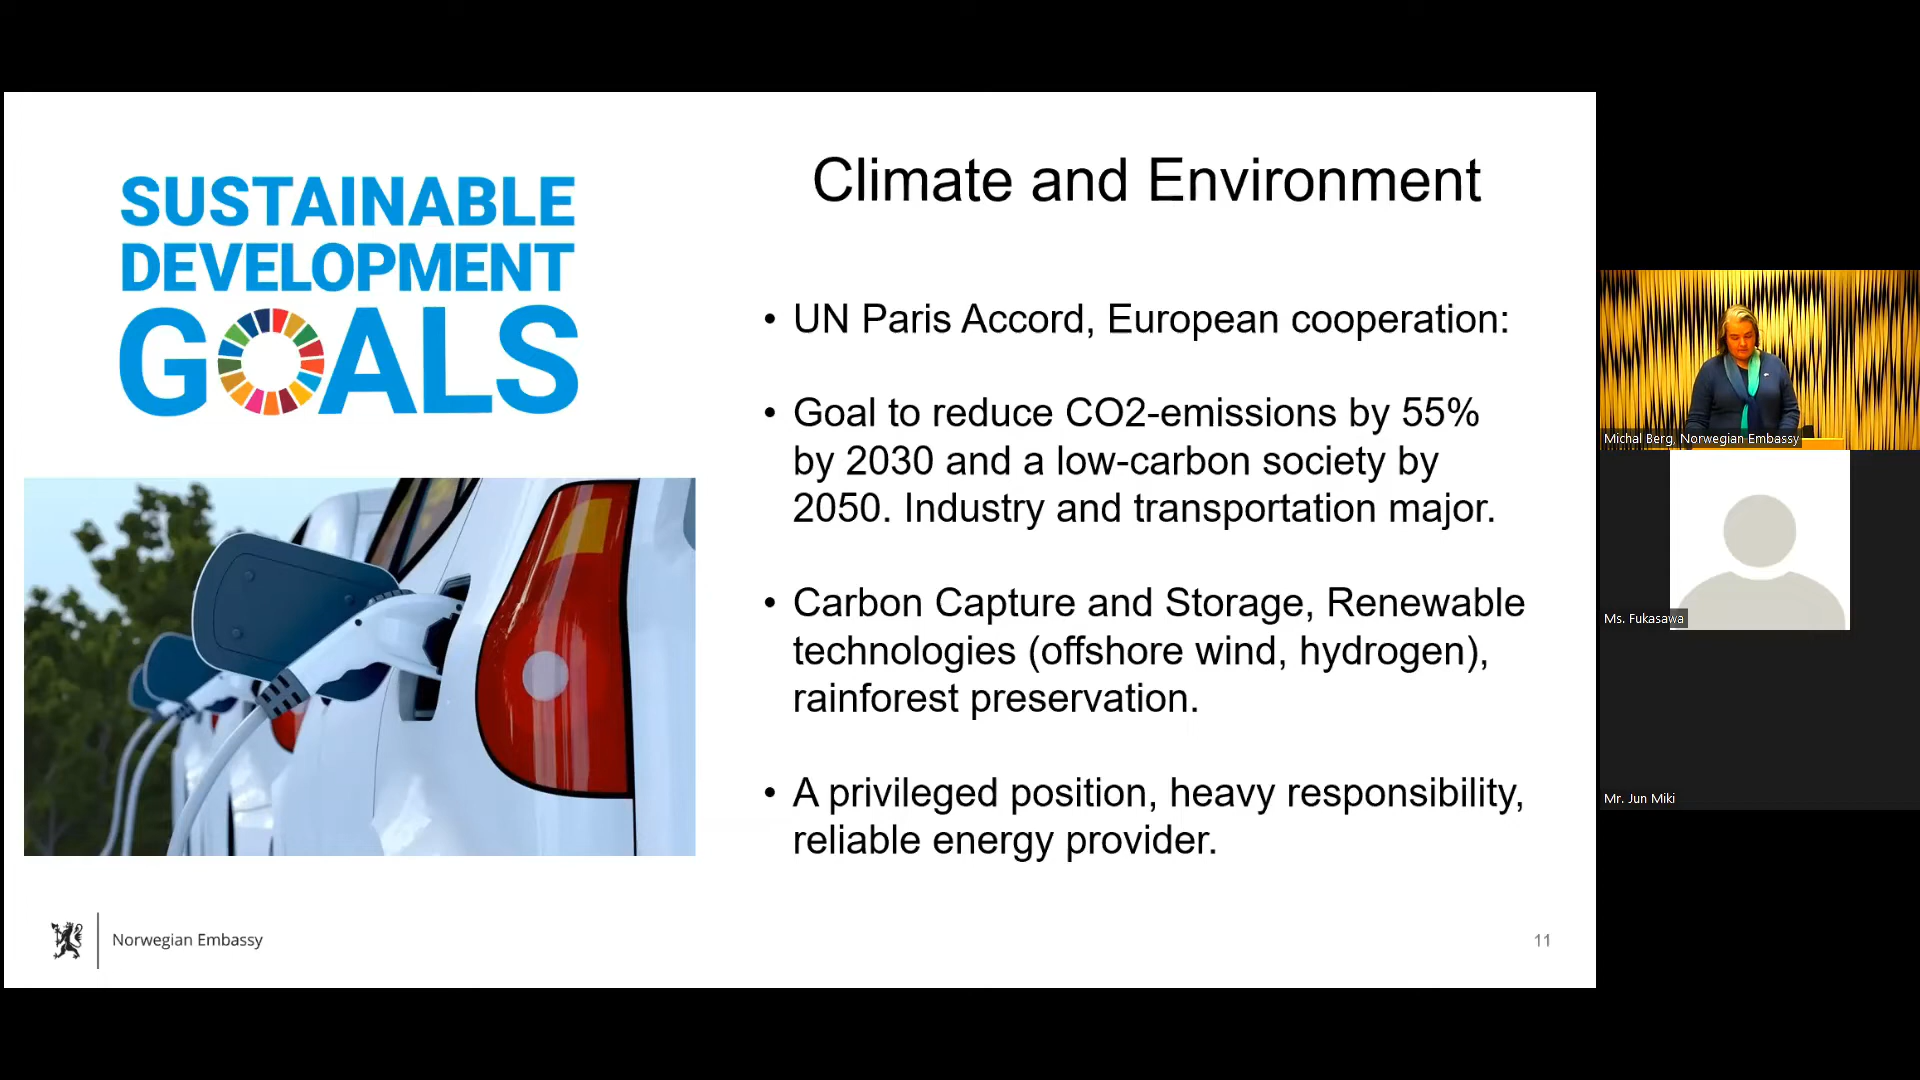 SUSTAINABLE
DEVELOPMENT
GOALS
Climate and Environment
• UN Paris Accord, European cooperation:
• Goal to reduce CO2-emissions by 55%
by 2030 and a low-carbon society by
2050. Industry and transportation major.
• Carbon Capture and Storage, Renewable
technologies (offshore wind, hydrogen),
rainforest preservation.
• A privileged position, heavy responsibility,
reliable energy provider.
Norwegian Embassy
11
Michal Berg, Norwegian Embassy
Ms. Fukasawa
Mr. Jun Miki